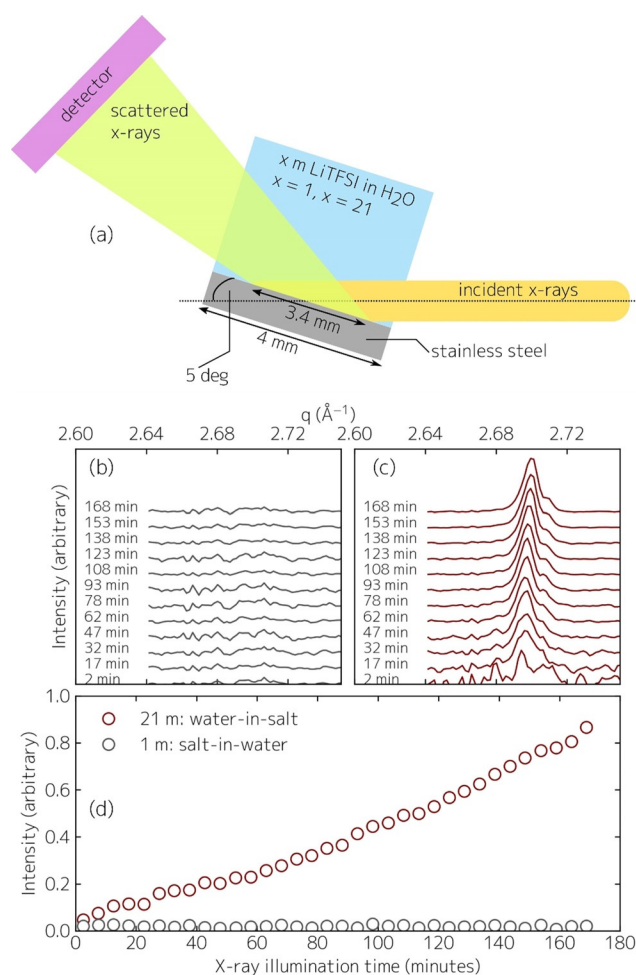 detector
scattered
x-rays
x m LiTFSI in H₂O
x = 1, x = 21
(a)
incident x-rays
3.4 mm
4 mm
stainless steel
5 deg
q (Å⁻¹)
2.60 2.64 2.68 2.72 2.60 2.64 2.68 2.72
Intensity (arbitrary)
(b)
168 min
153 min
138 min
123 min
108 min
93 min
78 min
62 min
47 min
32 min
17 min
2 min
(c)
168 min
153 min
138 min
123 min
108 min
93 min
78 min
62 min
47 min
32 min
17 min
2 min
Intensity (arbitrary)
1.0
0.8
0.6
0.4
0.2
0.0
21 m: water-in-salt
1 m: salt-in-water
(d)
0 20 40 60 80 100 120 140 160 180
X-ray illumination time (minutes)